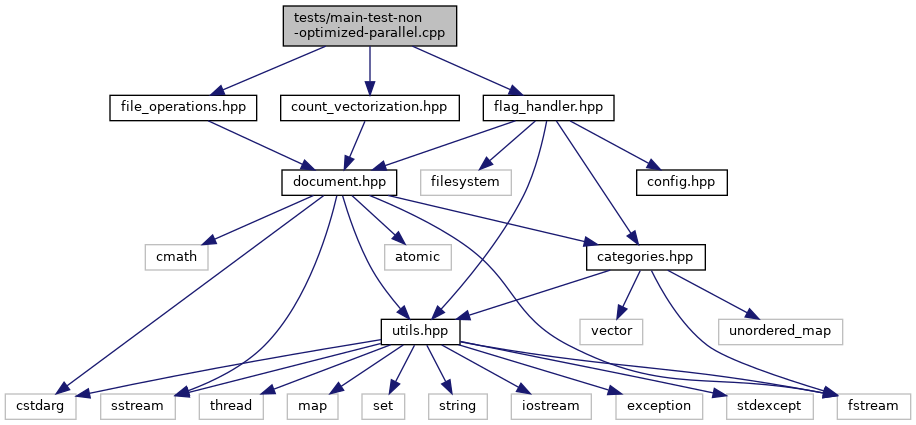 tests/main-test-non
-optimized-parallel.cpp
file_operations.hpp
count_vectorization.hpp
flag_handler.hpp
document.hpp
filesystem
config.hpp
cmath
atomic
categories.hpp
utils.hpp
vector
unordered_map
cstdarg
sstream
thread
map
set
string
iostream
exception
stdexcept
fstream